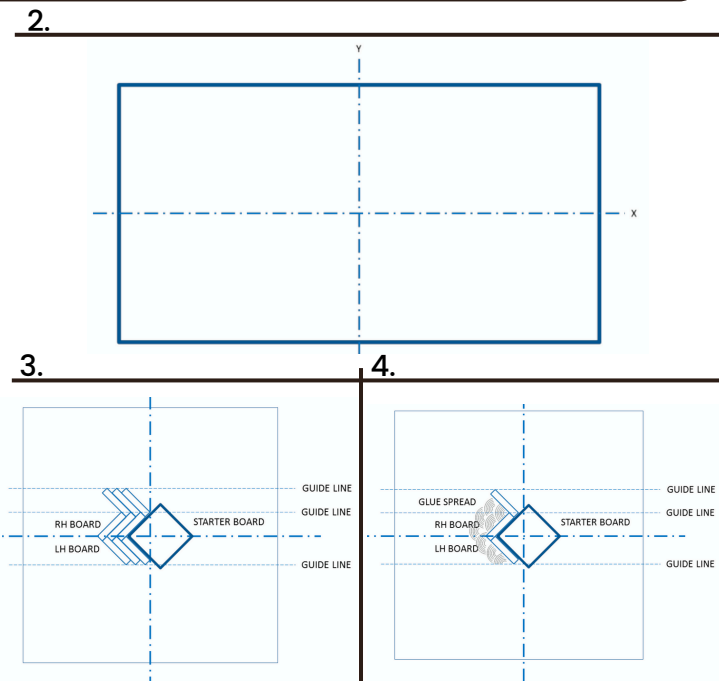 2.
Y
X
3.
GUIDE LINE
GUIDE LINE
RH BOARD
STARTER BOARD
LH BOARD
GUIDE LINE
4.
GUIDE LINE
GLUE SPREAD
GUIDE LINE
RH BOARD
STARTER BOARD
LH BOARD
GUIDE LINE